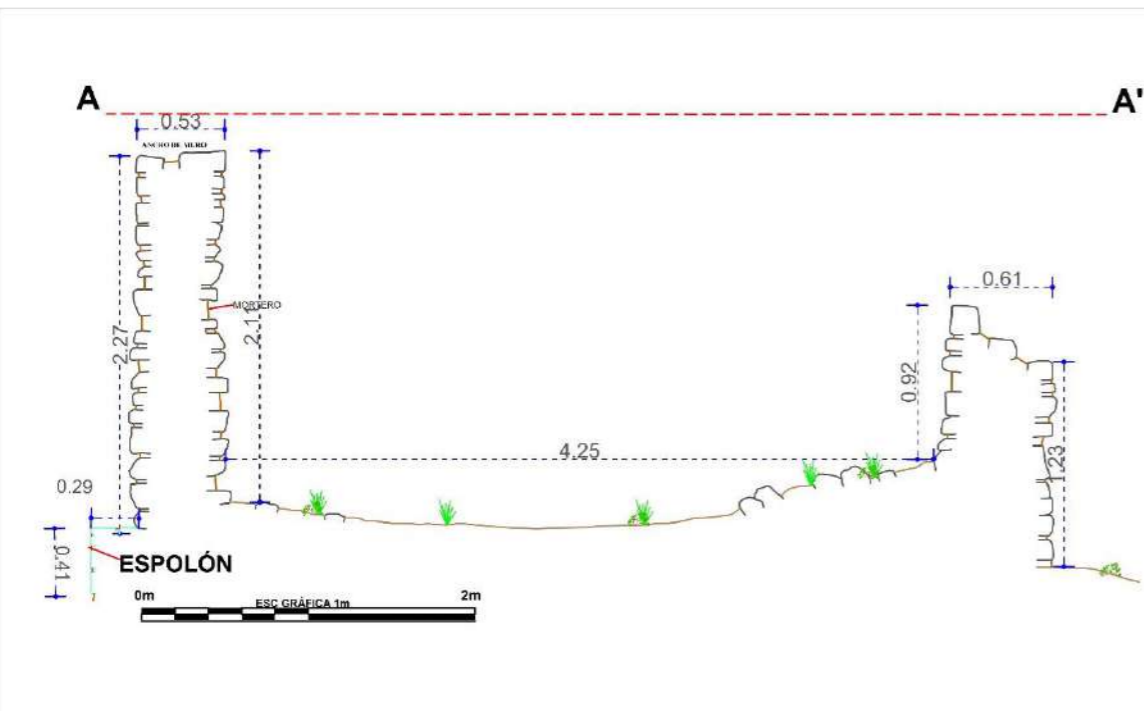 A
A'
0.53
ANCHO DE MURO
0.61
MORTERO
2.27
2.11
0.92
4.25
1.23
0.29
0.41
ESPOLÓN
0m
ESC GRÁFICA 1m
2m